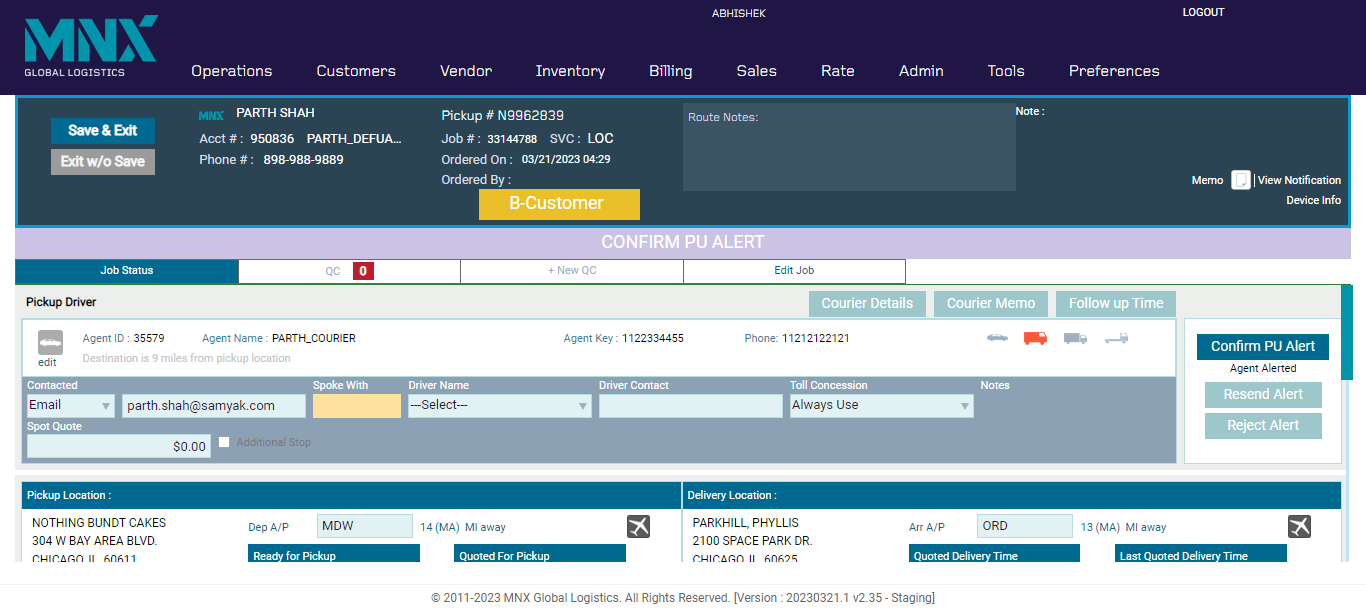 ABHISHEK
LOGOUT
MNX
GLOBAL LOGISTICS
Operations Customers Vendor Inventory Billing Sales Rate Admin Tools Preferences
Save & Exit
Exit w/o Save
MNX PARTH SHAH
Acct # : 950836 PARTH_DEFUA...
Phone # : 898-988-9889
Pickup # N9962839
Job # : 33144788 SVC : LOC
Ordered On : 03/21/2023 04:29
Ordered By :
B-Customer
Route Notes:
Note :
Memo View Notification
Device Info
CONFIRM PU ALERT
Job Status QC 0 + New QC Edit Job
Pickup Driver
Courier Details Courier Memo Follow up Time
edit
Agent ID : 35579 Agent Name : PARTH_COURIER Agent Key : 1122334455 Phone: 11212122121
Destination is 9 miles from pickup location
Contacted Spoke With Driver Name Driver Contact Toll Concession Notes
Email parth.shah@samyak.com ---Select--- Always Use
Spot Quote
$0.00 Additional Stop
Confirm PU Alert
Agent Alerted
Resend Alert
Reject Alert
Pickup Location :
NOTHING BUNDT CAKES
304 W BAY AREA BLVD.
CHICAGO, IL, 60611
Dep A/P MDW 14 (MA) MI away
Ready for Pickup Quoted For Pickup
Delivery Location :
PARKHILL, PHYLLIS
2100 SPACE PARK DR.
CHICAGO, IL, 60625
Arr A/P ORD 13 (MA) MI away
Quoted Delivery Time Last Quoted Delivery Time
© 2011-2023 MNX Global Logistics. All Rights Reserved. [Version : 20230321.1 v2.35 - Staging]